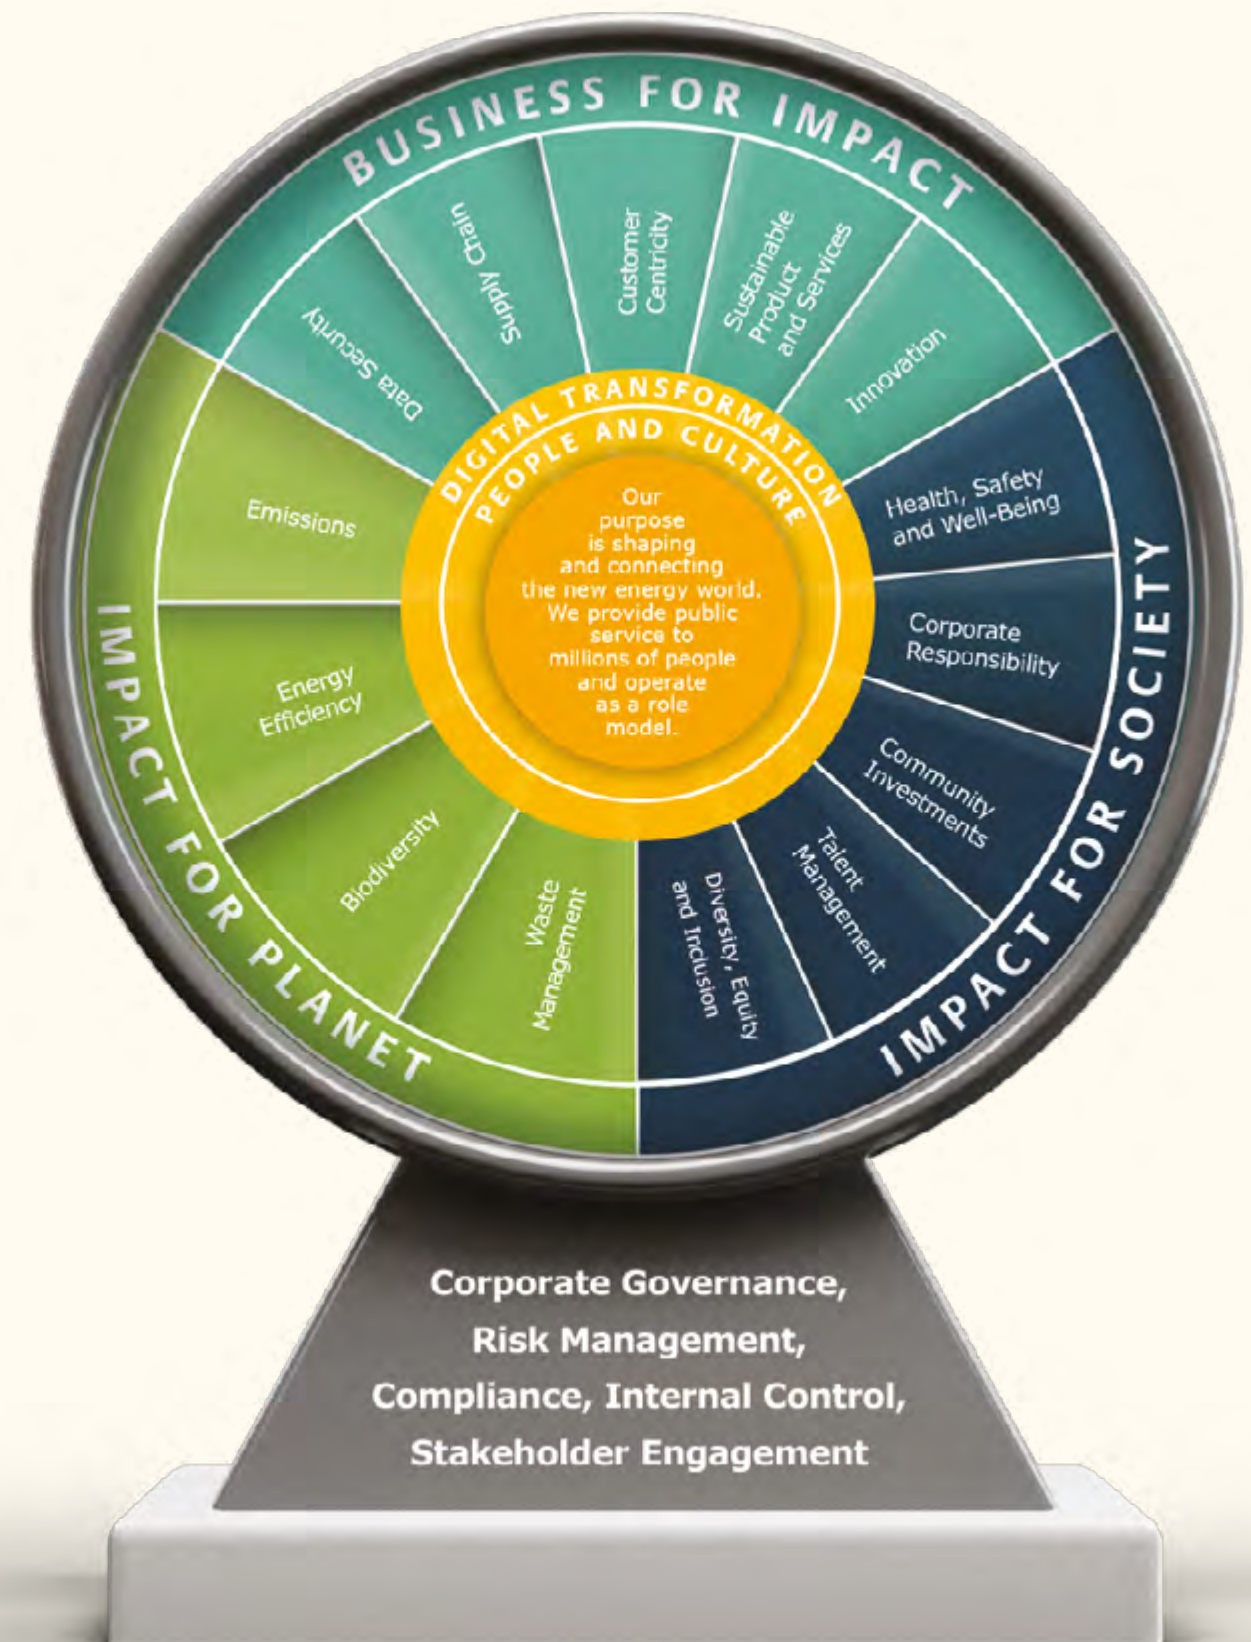 BUSINESS FOR IMPACT
Data Security
Supply Chain
Customer
Centricity
Sustainable
Product
and Services
Innovation
IMPACT FOR SOCIETY
Health, Safety
and Well-Being
Corporate
Responsibility
Community
Investments
Talent
Management
Diversity, Equity
and Inclusion
IMPACT FOR PLANET
Emissions
Energy
Efficiency
Biodiversity
Waste
Management
DIGITAL TRANSFORMATION
PEOPLE AND CULTURE
Our
purpose
is shaping
and connecting
the new energy world.
We provide public
service to
millions of people
and operate
as a role
model.
Corporate Governance,
Risk Management,
Compliance, Internal Control,
Stakeholder Engagement